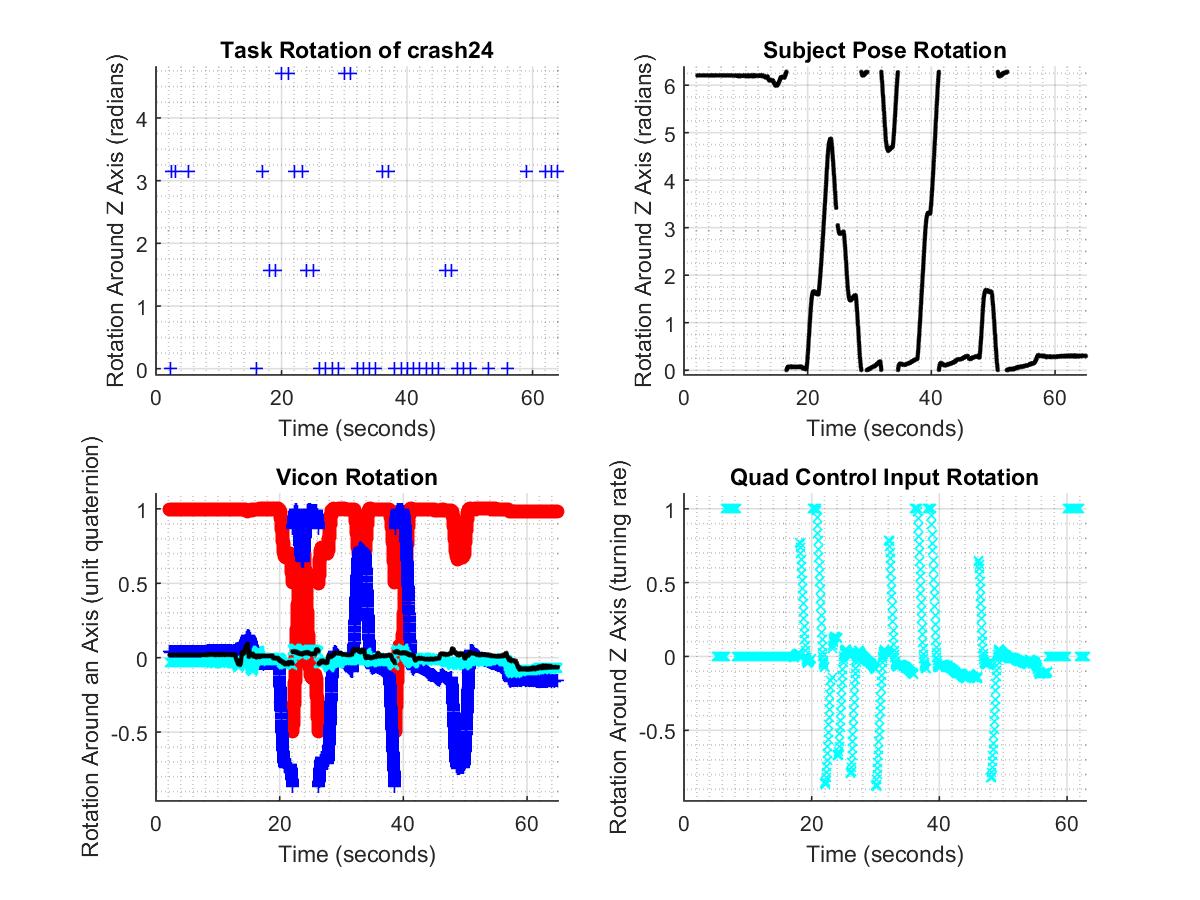 Task Rotation of crash24
Rotation Around Z Axis (radians)
4
3
2
1
0
0 20 40 60
Time (seconds)
Subject Pose Rotation
Rotation Around Z Axis (radians)
6
5
4
3
2
1
0
0 20 40 60
Time (seconds)
Vicon Rotation
Rotation Around an Axis (unit quaternion)
1
0.5
0
-0.5
0 20 40 60
Time (seconds)
Quad Control Input Rotation
Rotation Around Z Axis (turning rate)
1
0.5
0
-0.5
0 20 40 60
Time (seconds)